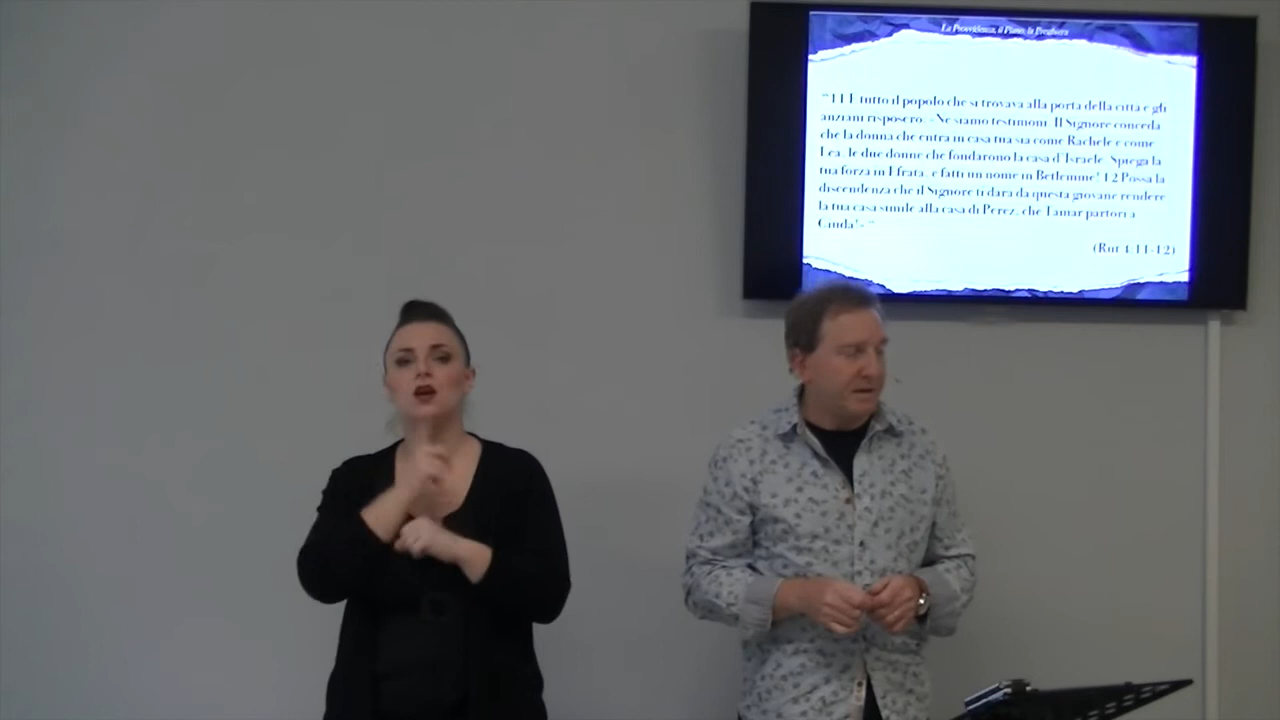 La Provvidenza, il Piano, la Preghiera
“11 E tutto il popolo che si trovava alla porta della città e gli
anziani risposero: «Ne siamo testimoni. Il Signore conceda
che la donna che entra in casa tua sia come Rachele e come
Lea, le due donne che fondarono la casa d'Israele. Spiega la
tua forza in Efrata, e fatti un nome in Betlemme! 12 Possa la
discendenza che il Signore ti darà da questa giovane rendere
la tua casa simile alla casa di Perez, che Tamar partorì a
Giuda!»”
(Rut 4:11-12)